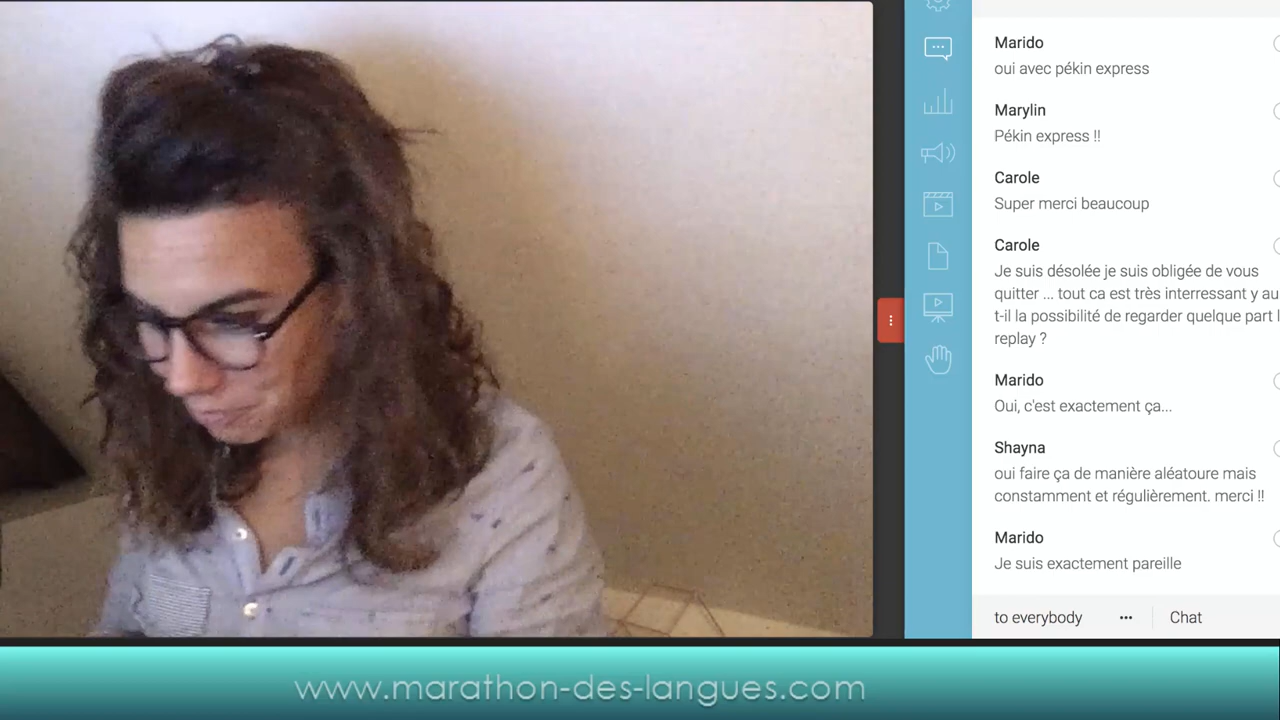 Marido
oui avec pékin express
Marylin
Pékin express !!
Carole
Super merci beaucoup
Carole
Je suis désolée je suis obligée de vous
quitter ... tout ca est très interressant y au
t-il la possibilité de regarder quelque part l
replay ?
Marido
Oui, c'est exactement ça...
Shayna
oui faire ça de manière aléatoure mais
constamment et régulièrement. merci !!
Marido
Je suis exactement pareille
to everybody
Chat
www.marathon-des-langues.com